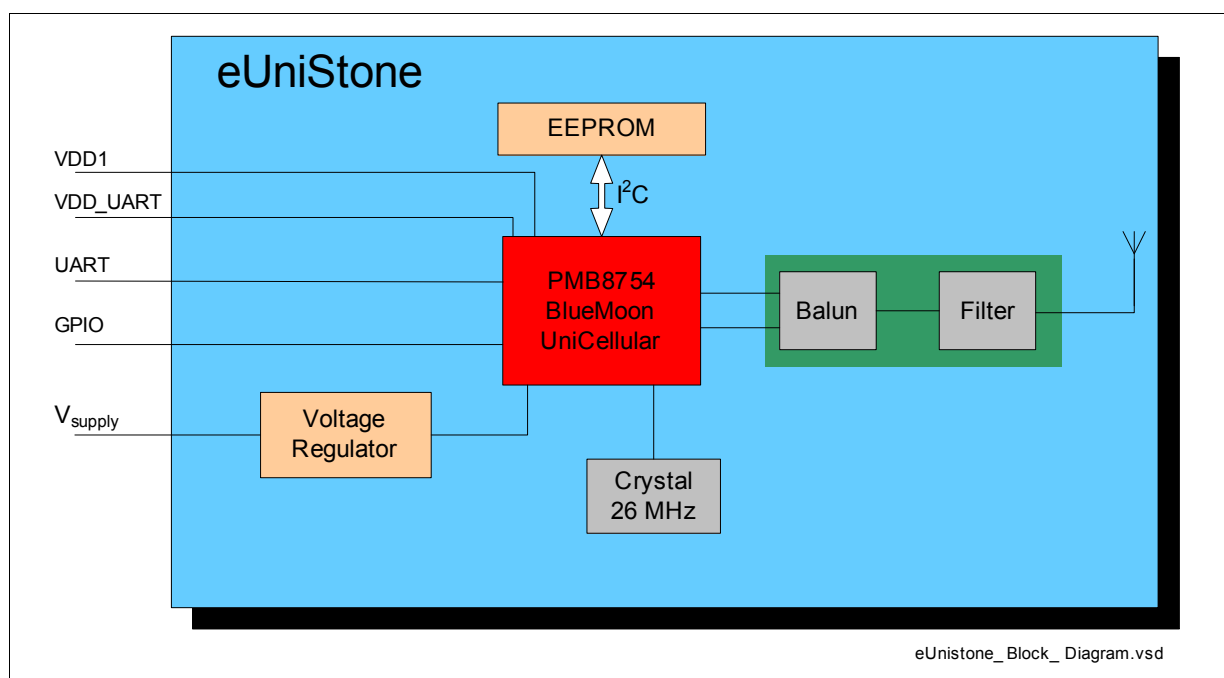 eUniStone
EEPROM
VDD1
I²C
VDD_UART
UART
PMB8754
BlueMoon
UniCellular
Balun
Filter
GPIO
Vsupply
Voltage
Regulator
Crystal
26 MHz
eUnistone_ Block_ Diagram.vsd